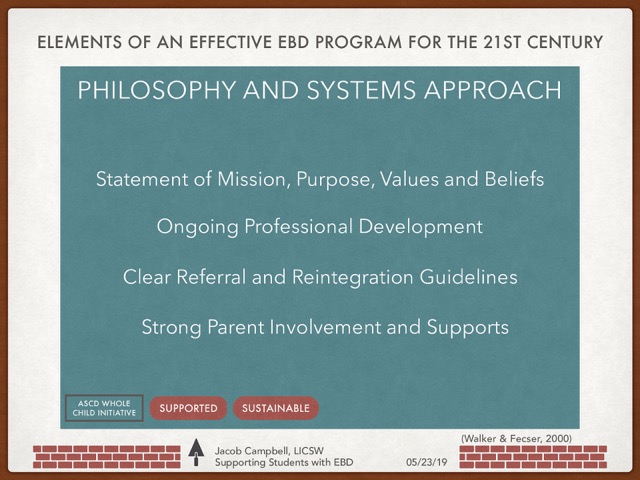 ELEMENTS OF AN EFFECTIVE EBD PROGRAM FOR THE 21ST CENTURY
PHILOSOPHY AND SYSTEMS APPROACH
Statement of Mission, Purpose, Values and Beliefs
Ongoing Professional Development
Clear Referral and Reintegration Guidelines
Strong Parent Involvement and Supports
ASCD WHOLE
CHILD INITIATIVE
SUPPORTED
SUSTAINABLE
(Walker & Fecser, 2000)
Jacob Campbell, LICSW
Supporting Students with EBD
05/23/19